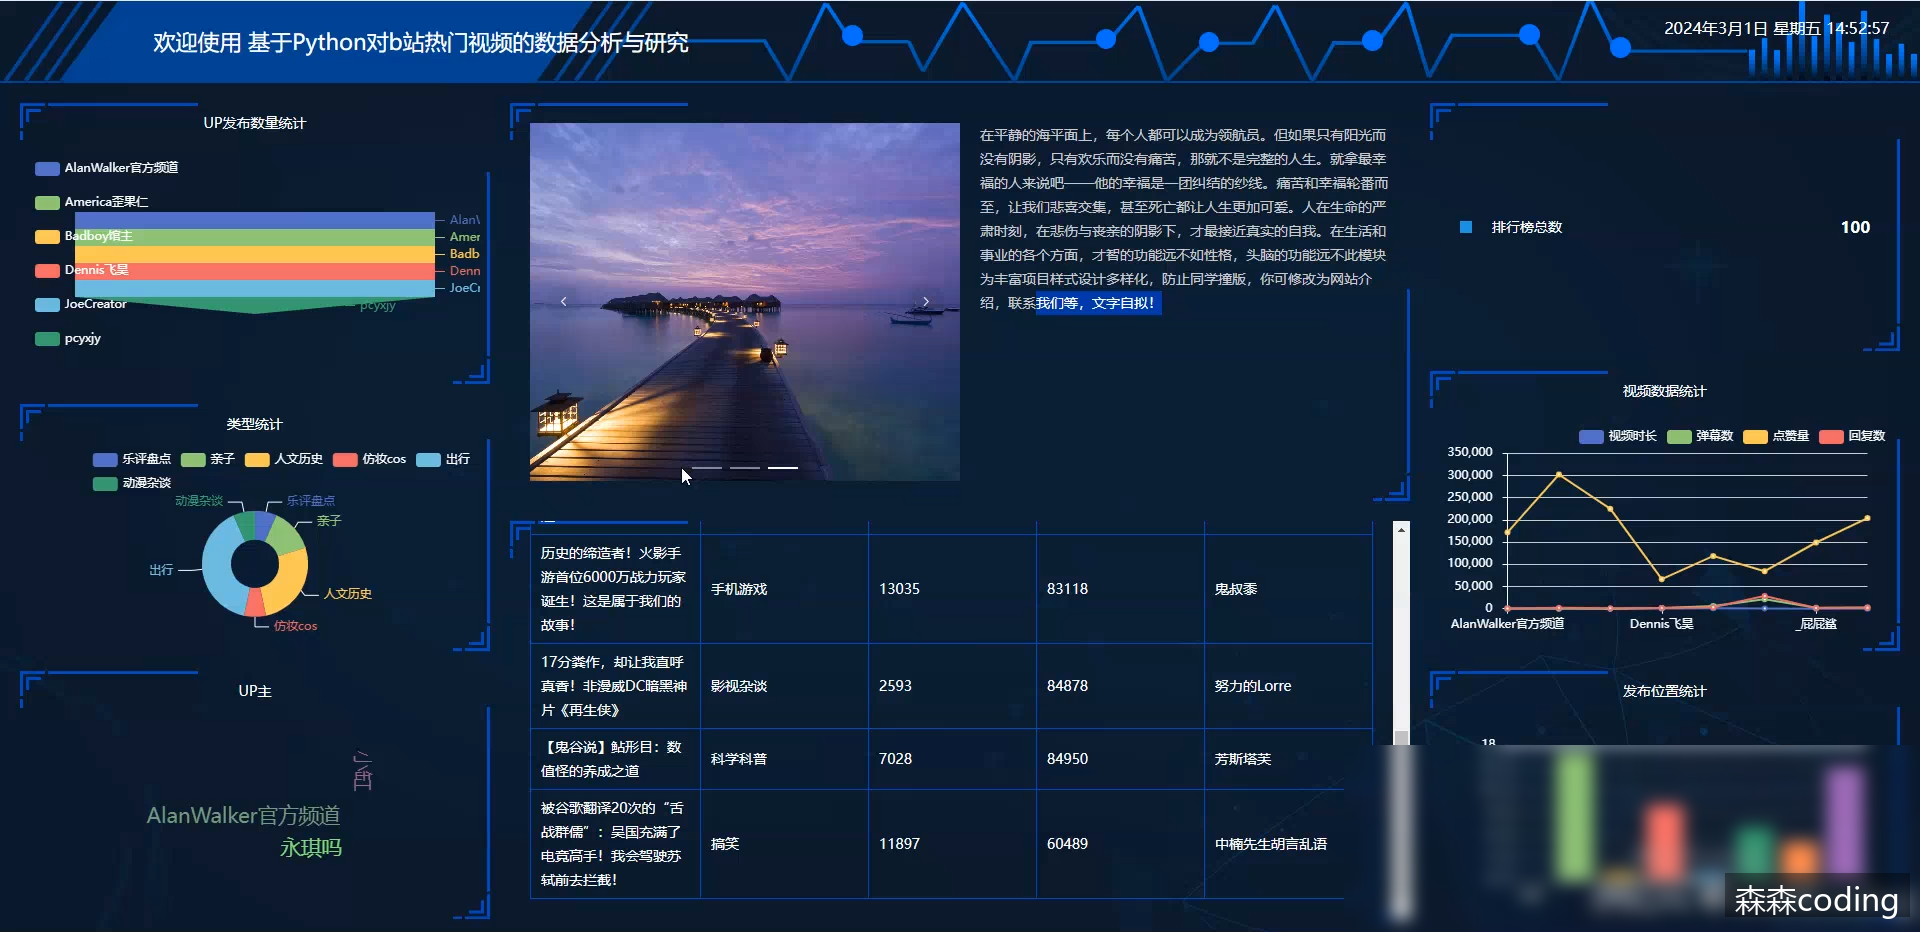 欢迎使用 基于Python对b站热门视频的数据分析与研究
2024年3月1日 星期五 14:52:57
UP发布数量统计
AlanWalker官方频道
America歪果仁
Badboy馆主
Dennis飞昊
JoeCreator
pcyxjy
AlanW
Amer
Badb
Denn
JoeCr
pcyxjy
类型统计
乐评盘点 亲子 人文历史 仿妆cos 出行
动漫杂谈
动漫杂谈
乐评盘点
亲子
出行
人文历史
仿妆cos
UP主
AlanWalker官方频道
永琪吗
在平静的海平面上，每个人都可以成为领航员。但如果只有阳光而
没有阴影，只有欢乐而没有痛苦，那就不是完整的人生。就拿最幸
福的人来说吧——他的幸福是一团纠结的纱线。痛苦和幸福轮番而
至，让我们悲喜交集，甚至死亡都让人生更加可爱。人在生命的严
肃时刻，在悲伤与丧亲的阴影下，才最接近真实的自我。在生活和
事业的各个方面，才智的功能远不如性格，头脑的功能远不此模块
为丰富项目样式设计多样化，防止同学撞版，你可修改为网站介
绍，联系我们等，文字自拟！
历史的缔造者！火影手
游首位6000万战力玩家
诞生！这是属于我们的
故事！
手机游戏 13035 83118 鬼叔黍
17分粪作，却让我直呼
真香！非漫威DC暗黑神
片《再生侠》
影视杂谈 2593 84878 努力的Lorre
【鬼谷说】鲇形目：数
值怪的养成之道
科学科普 7028 84950 芳斯塔芙
被谷歌翻译20次的“舌
战群儒”：吴国充满了
电竞高手！我会驾驶苏
轼前去拦截！
搞笑 11897 60489 中楠先生胡言乱语
排行榜总数 100
视频数据统计
视频时长 弹幕数 点赞量 回复数
350,000
300,000
250,000
200,000
150,000
100,000
50,000
0
AlanWalker官方频道 Dennis飞昊 _屁屁鲨
发布位置统计
18
森森coding